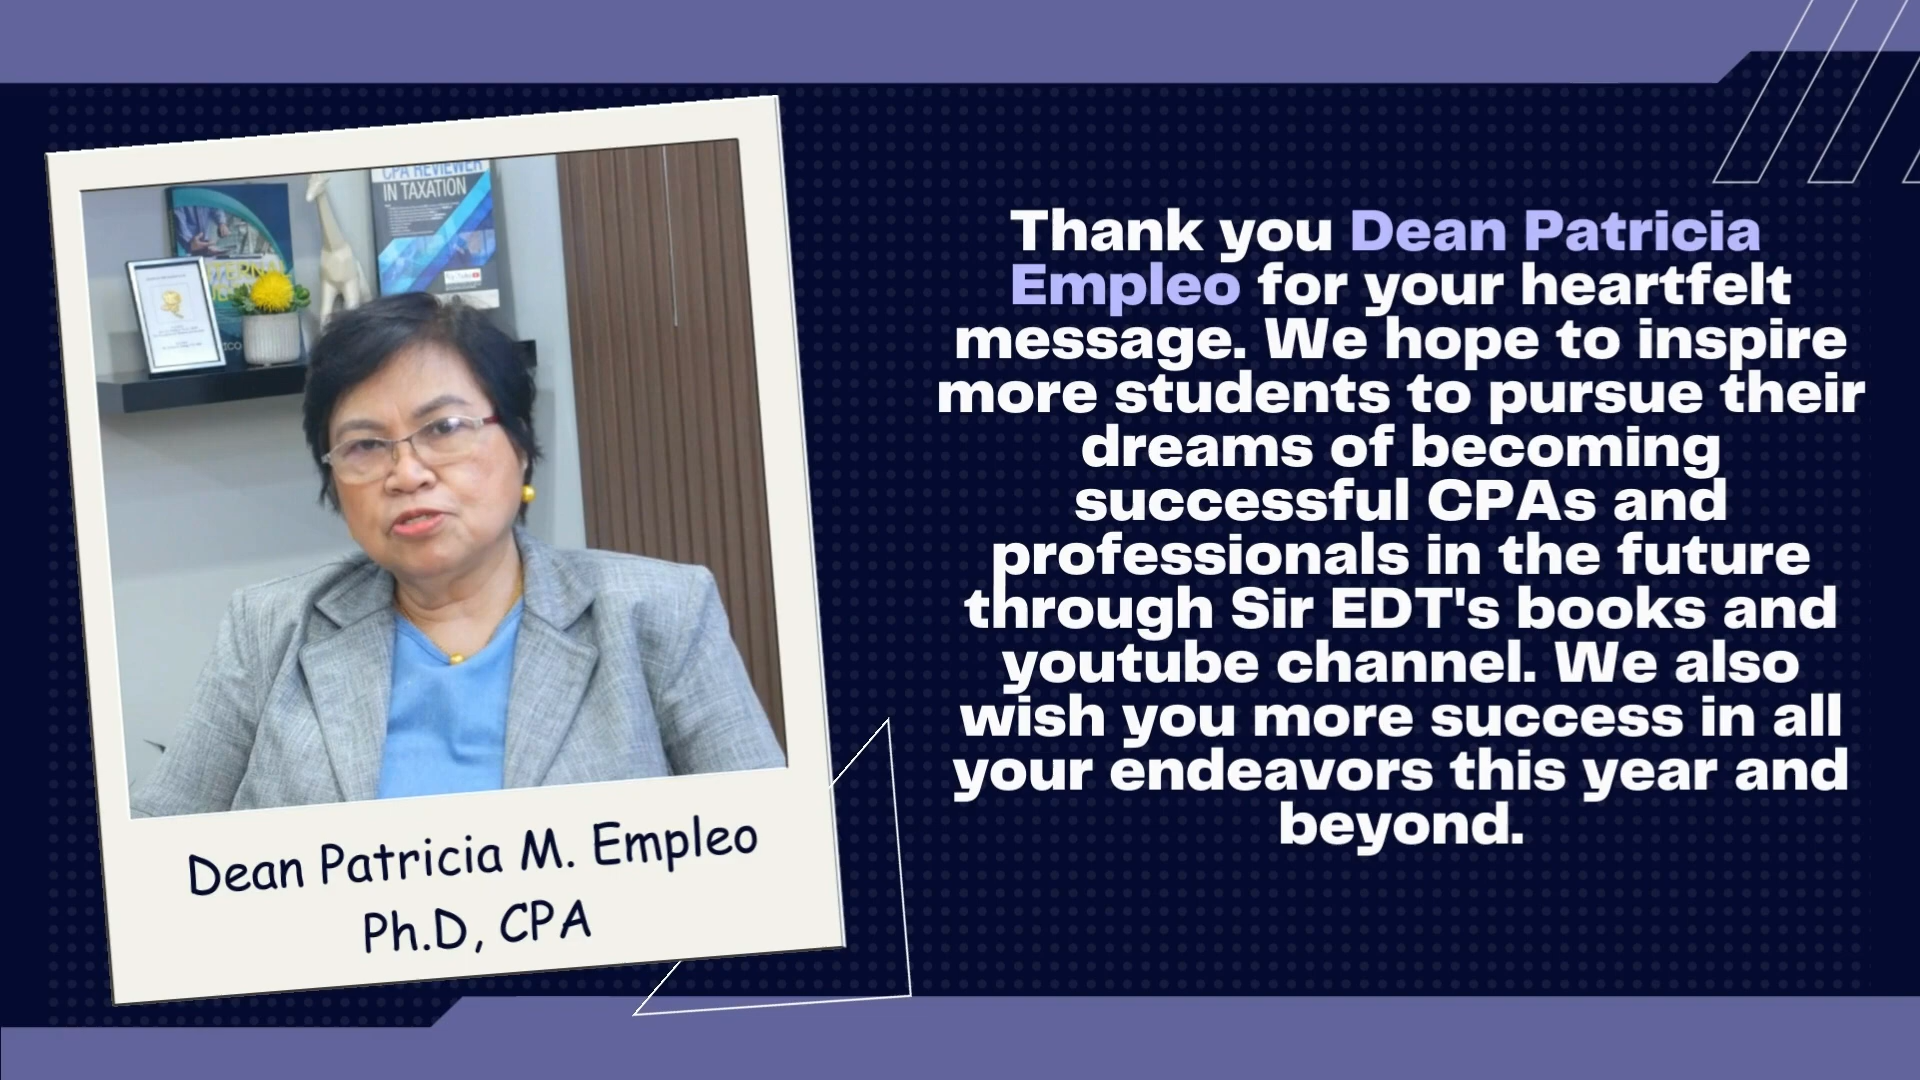 CPA REVIEWER
IN TAXATION
Dean Patricia M. Empleo
Ph.D, CPA
Thank you Dean Patricia
Empleo for your heartfelt
message. We hope to inspire
more students to pursue their
dreams of becoming
successful CPAs and
professionals in the future
through Sir EDT's books and
youtube channel. We also
wish you more success in all
your endeavors this year and
beyond.